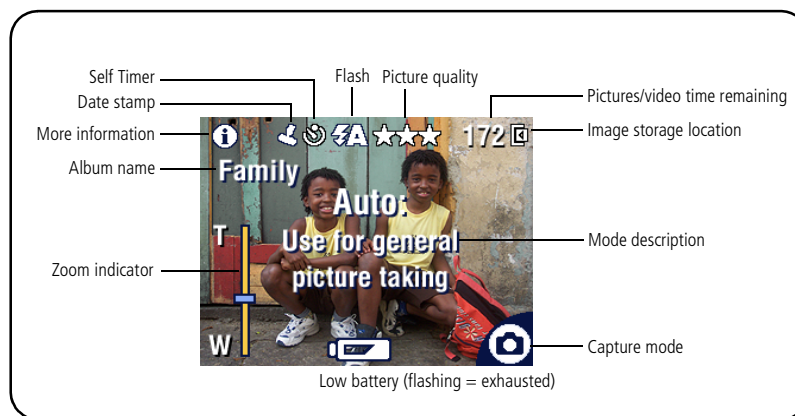 Self Timer
Flash
Picture quality
Date stamp
Pictures/video time remaining
More information
Image storage location
Album name
172
Family
Auto:
Use for general
picture taking
Mode description
T
Zoom indicator
W
Capture mode
Low battery (flashing = exhausted)